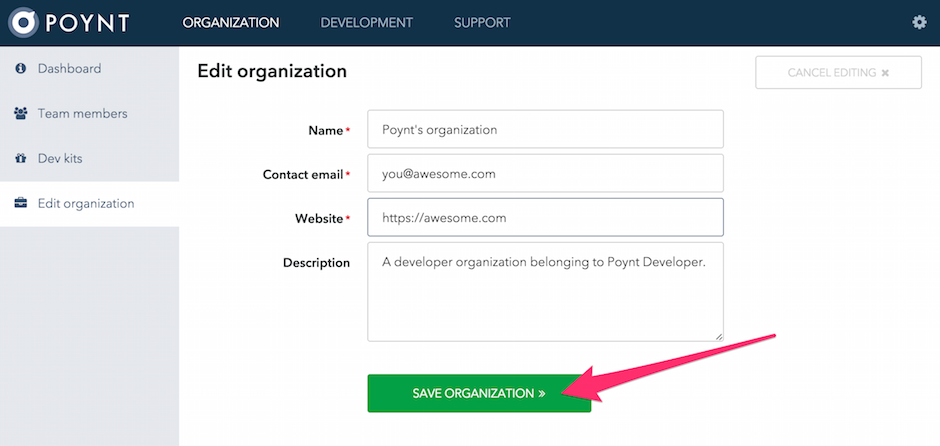 POYNT
ORGANIZATION
DEVELOPMENT
SUPPORT
Dashboard
Team members
Dev kits
Edit organization
Edit organization
CANCEL EDITING ✖
Name*
Poynt's organization
Contact email*
you@awesome.com
Website*
https://awesome.com
Description
A developer organization belonging to Poynt Developer.
SAVE ORGANIZATION »